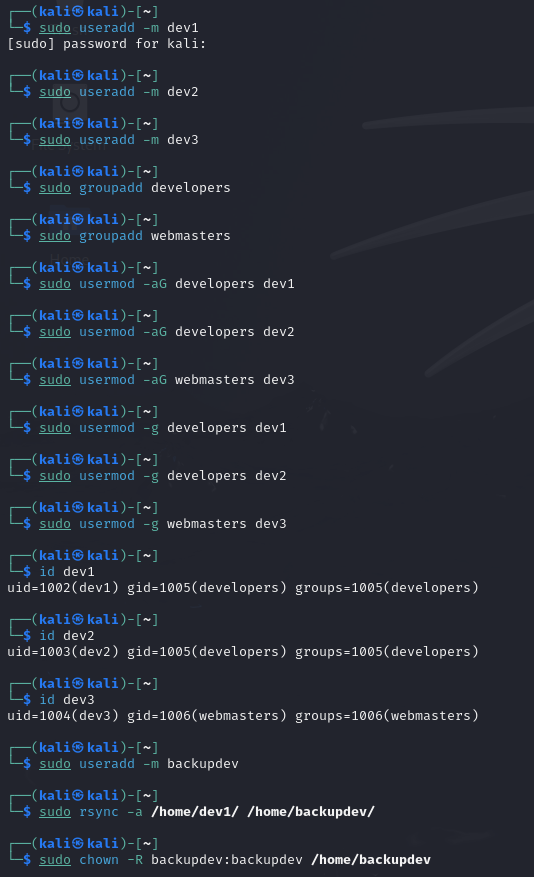 ┌──(kali㉿kali)-[~]
└─$ sudo useradd -m dev1
[sudo] password for kali:
┌──(kali㉿kali)-[~]
└─$ sudo useradd -m dev2
┌──(kali㉿kali)-[~]
└─$ sudo useradd -m dev3
┌──(kali㉿kali)-[~]
└─$ sudo groupadd developers
┌──(kali㉿kali)-[~]
└─$ sudo groupadd webmasters
┌──(kali㉿kali)-[~]
└─$ sudo usermod -aG developers dev1
┌──(kali㉿kali)-[~]
└─$ sudo usermod -aG developers dev2
┌──(kali㉿kali)-[~]
└─$ sudo usermod -aG webmasters dev3
┌──(kali㉿kali)-[~]
└─$ sudo usermod -g developers dev1
┌──(kali㉿kali)-[~]
└─$ sudo usermod -g developers dev2
┌──(kali㉿kali)-[~]
└─$ sudo usermod -g webmasters dev3
┌──(kali㉿kali)-[~]
└─$ id dev1
uid=1002(dev1) gid=1005(developers) groups=1005(developers)
┌──(kali㉿kali)-[~]
└─$ id dev2
uid=1003(dev2) gid=1005(developers) groups=1005(developers)
┌──(kali㉿kali)-[~]
└─$ id dev3
uid=1004(dev3) gid=1006(webmasters) groups=1006(webmasters)
┌──(kali㉿kali)-[~]
└─$ sudo useradd -m backupdev
┌──(kali㉿kali)-[~]
└─$ sudo rsync -a /home/dev1/ /home/backupdev/
┌──(kali㉿kali)-[~]
└─$ sudo chown -R backupdev:backupdev /home/backupdev